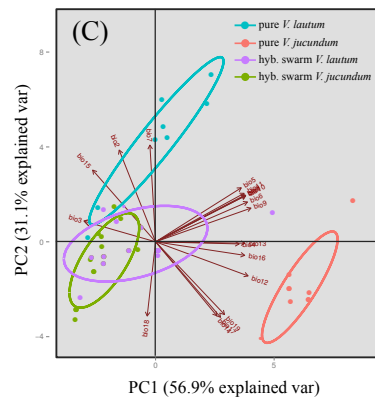 (C)
pure V. lautum
pure V. jucundum
hyb. swarm V. lautum
hyb. swarm V. jucundum
8
4
0
−4
PC2 (31.1% explained var)
bio2
bio7
bio15
bio3
bio5
bio6
bio9
bio13
bio16
bio12
bio18
bio19
0
5
PC1 (56.9% explained var)